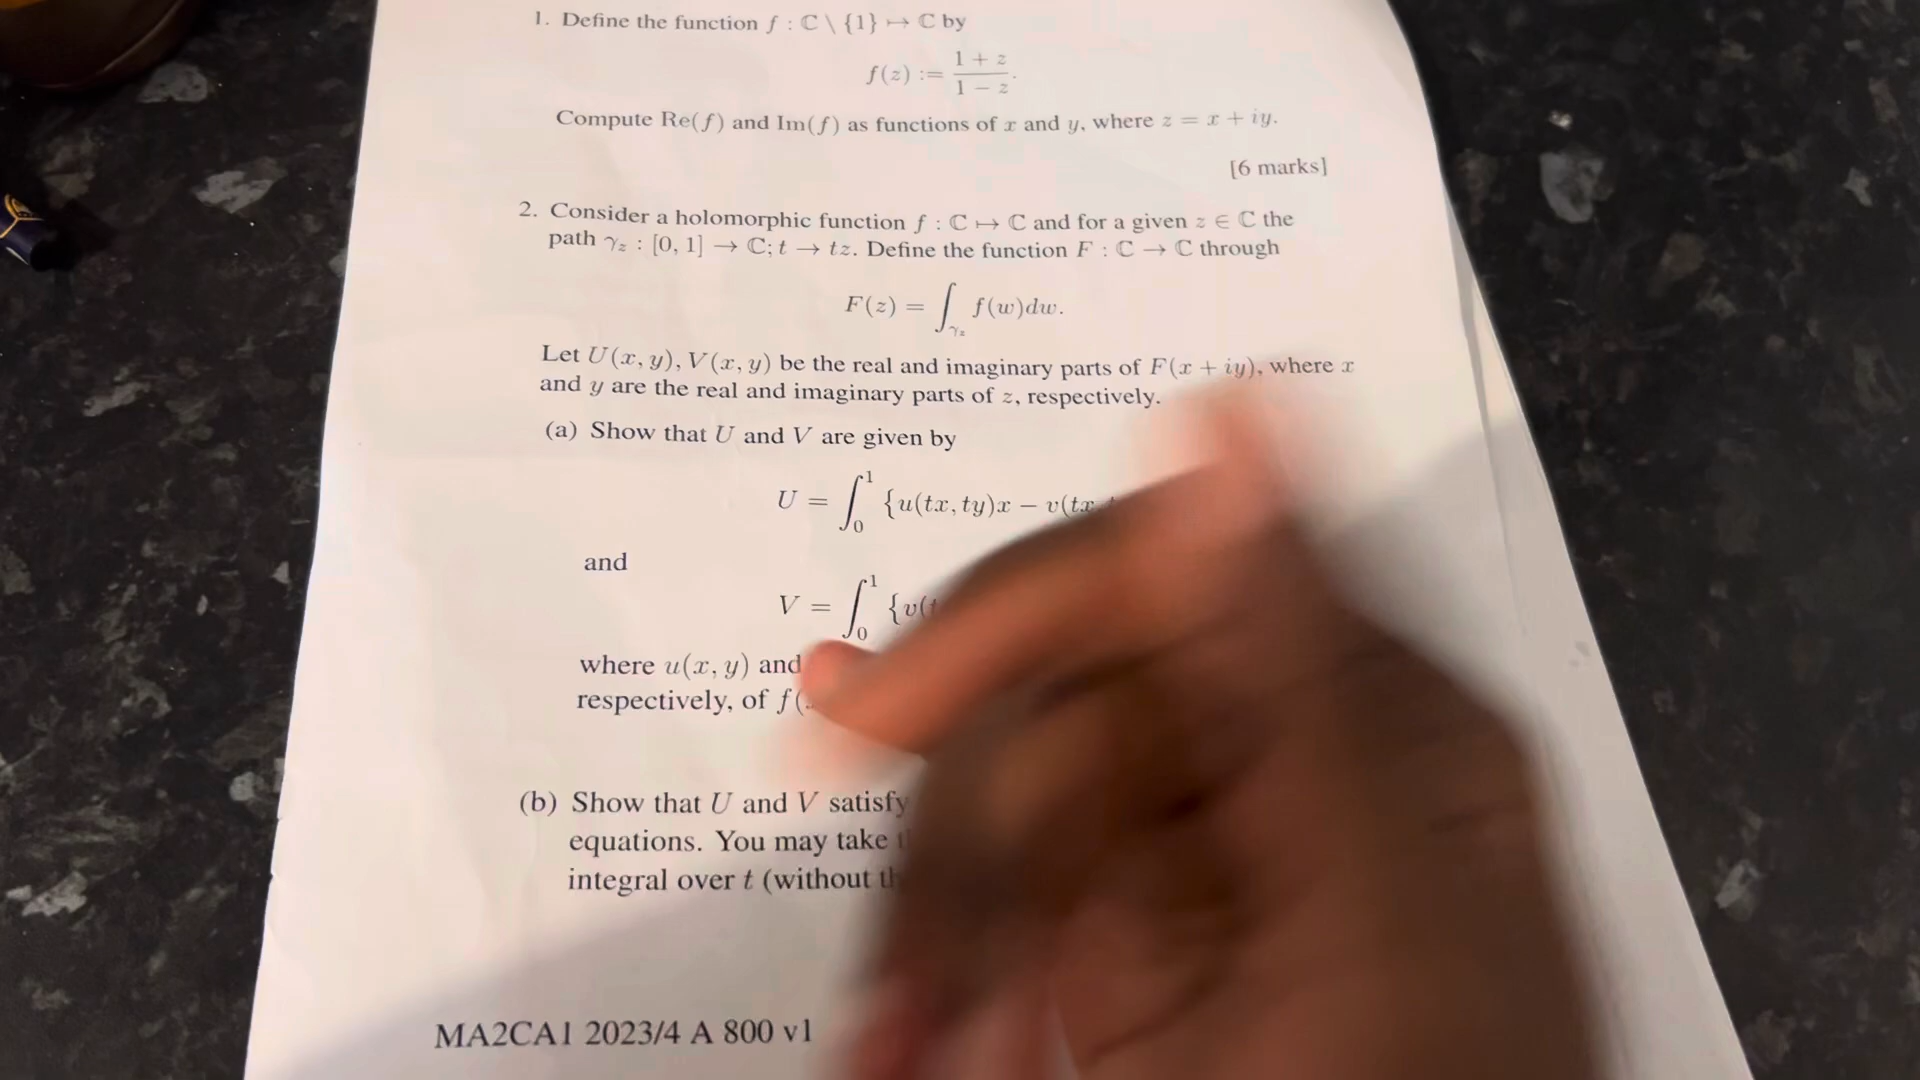 1. Define the function f : ℂ \ {1} ↦ ℂ by
f(z) := (1 + z)/(1 − z).
Compute Re(f) and Im(f) as functions of x and y, where z = x + iy.
[6 marks]
2. Consider a holomorphic function f : ℂ ↦ ℂ and for a given z ∈ ℂ the
path γ_z : [0, 1] → ℂ; t → tz. Define the function F : ℂ → ℂ through
F(z) = ∫_{γ_z} f(w)dw.
Let U(x, y), V(x, y) be the real and imaginary parts of F(x + iy), where x
and y are the real and imaginary parts of z, respectively.
(a) Show that U and V are given by
U = ∫_0^1 {u(tx, ty)x − v(tx
and
V = ∫_0^1 {v(
where u(x, y) and
respectively, of f(
(b) Show that U and V satisfy
equations. You may take
integral over t (without
MA2CA1 2023/4 A 800 v1